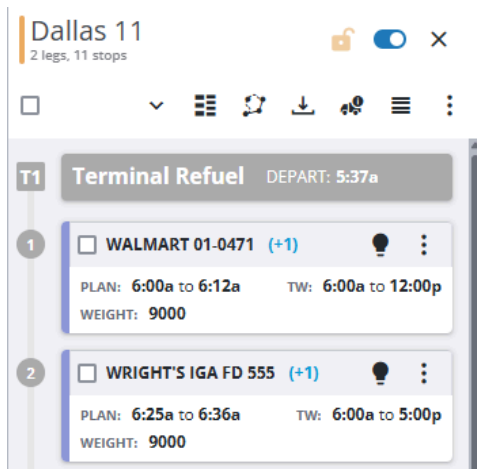 Dallas 11
2 legs, 11 stops
T1 Terminal Refuel DEPART: 5:37a
1 WALMART 01-0471 (+1)
PLAN: 6:00a to 6:12a TW: 6:00a to 12:00p
WEIGHT: 9000
2 WRIGHT'S IGA FD 555 (+1)
PLAN: 6:25a to 6:36a TW: 6:00a to 5:00p
WEIGHT: 9000